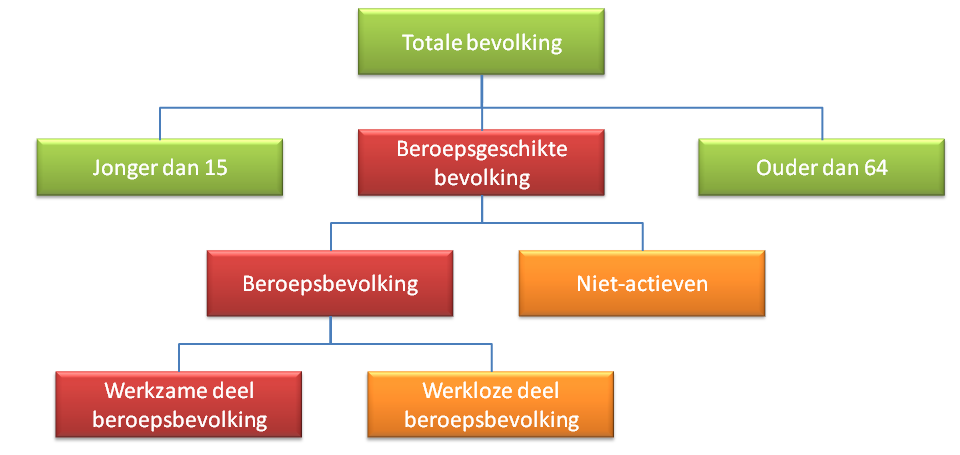 Totale bevolking
Jonger dan 15
Beroepsgeschikte
bevolking
Ouder dan 64
Beroepsbevolking
Niet-actieven
Werkzame deel
beroepsbevolking
Werkloze deel
beroepsbevolking